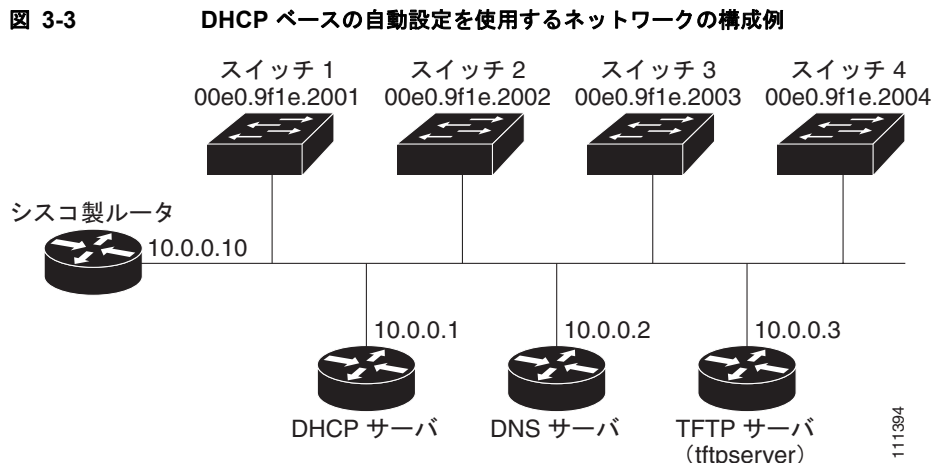 図 3-3 DHCP ベースの自動設定を使用するネットワークの構成例
スイッチ 1 スイッチ 2 スイッチ 3 スイッチ 4
00e0.9f1e.2001 00e0.9f1e.2002 00e0.9f1e.2003 00e0.9f1e.2004
シスコ製ルータ
10.0.0.10
10.0.0.1 10.0.0.2 10.0.0.3
DHCP サーバ DNS サーバ TFTP サーバ
(tftpserver)
111394